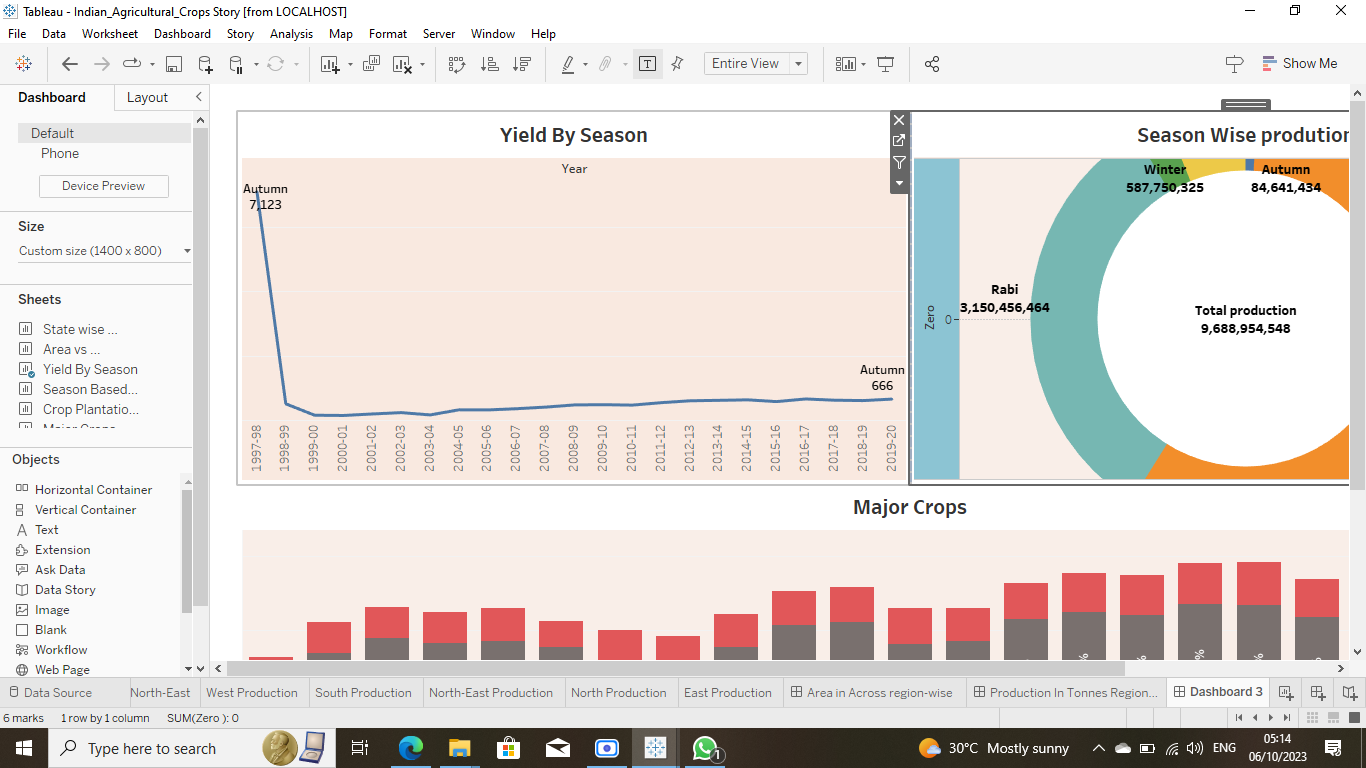 Tableau - Indian_Agricultural_Crops Story [from LOCALHOST]
File Data Worksheet Dashboard Story Analysis Map Format Server Window Help
Entire View
Show Me
Dashboard Layout
Default
Phone
Device Preview
Size
Custom size (1400 x 800)
Sheets
State wise ...
Area vs ...
Yield By Season
Season Based...
Crop Plantatio...
Objects
Horizontal Container
Vertical Container
Text
Extension
Ask Data
Data Story
Image
Blank
Workflow
Web Page
Yield By Season
Year
Autumn
7,123
Autumn
666
1997-98
1998-99
1999-00
2000-01
2001-02
2002-03
2003-04
2004-05
2005-06
2006-07
2007-08
2008-09
2009-10
2010-11
2011-12
2012-13
2013-14
2014-15
2015-16
2016-17
2017-18
2018-19
2019-20
Season Wise prodution
Winter
587,750,325
Autumn
84,641,434
Rabi
3,150,456,464
Zero
0
Total production
9,688,954,548
Major Crops
%
%
%
%
%
Data Source North-East West Production South Production North-East Production North Production East Production Area in Across region-wise Production In Tonnes Region... Dashboard 3
6 marks 1 row by 1 column SUM(Zero ): 0
Type here to search
1
30°C Mostly sunny
ENG
05:14
06/10/2023